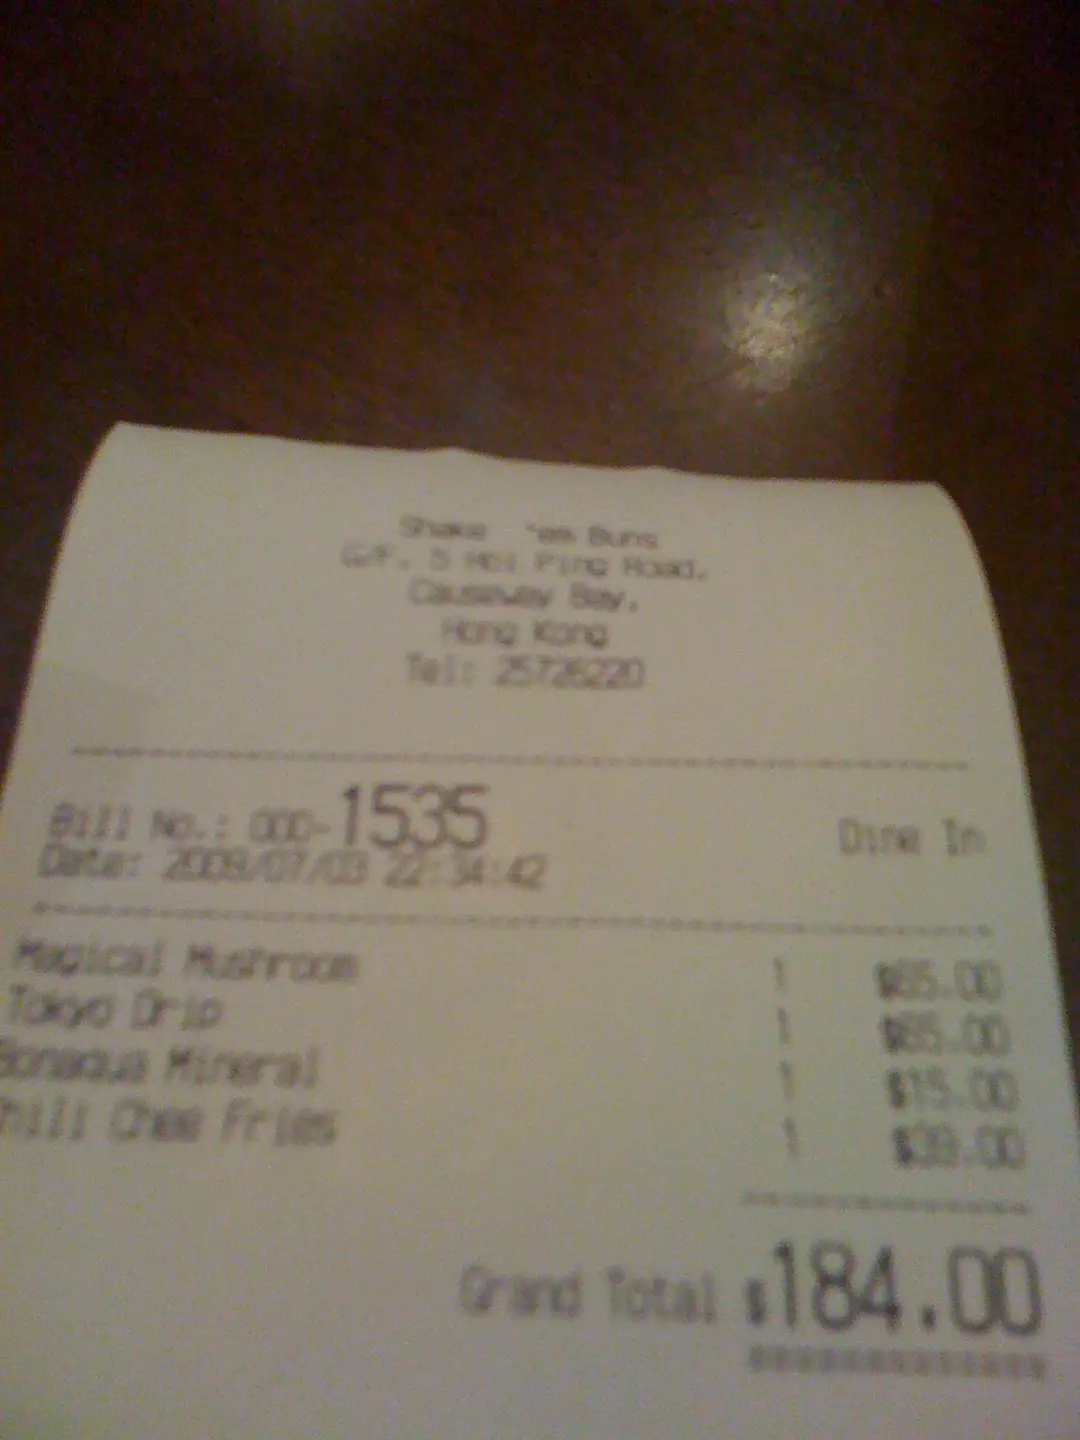 Shake 'em Buns
G/F, 5 Hoi Ping Road,
Causeway Bay,
Hong Kong
Tel: 25726220
Bill No.: 000-1535 Dine In
Date: 2009/07/03 22:34:42
Magical Mushroom 1 $65.00
Tokyo Drip 1 $65.00
Bonaqua Mineral 1 $15.00
Chili Chee Fries 1 $39.00
Grand Total $184.00